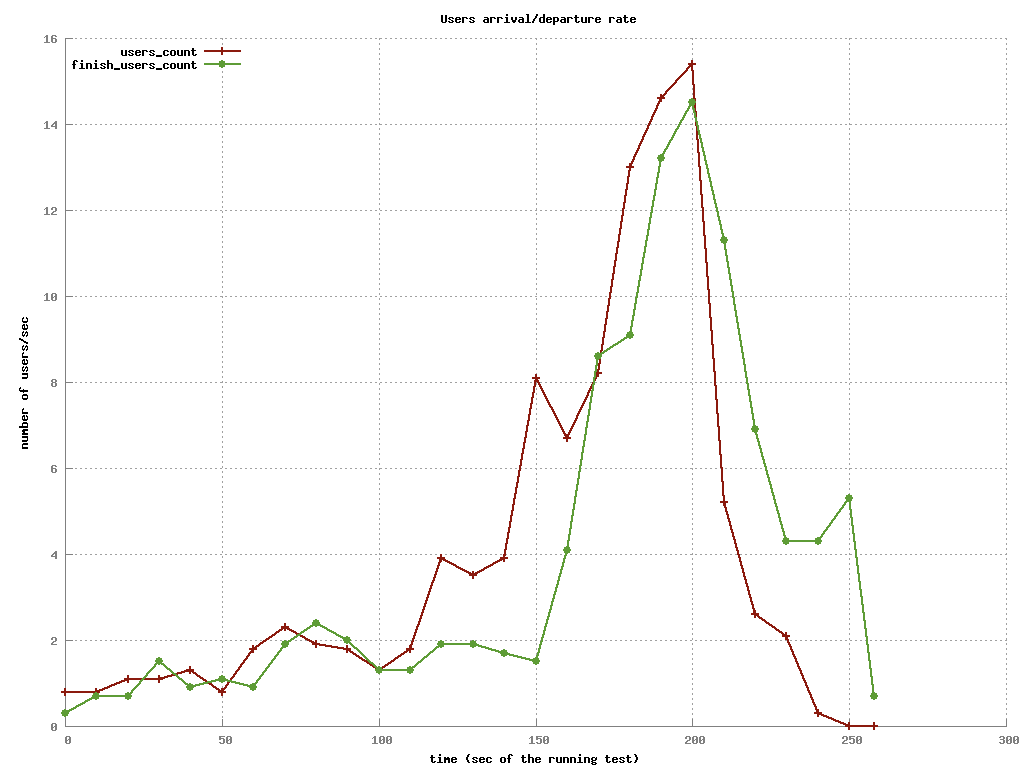 Users arrival/departure rate
users_count
finish_users_count
16
14
12
10
8
6
4
2
0
number of users/sec
0 50 100 150 200 250 300
time (sec of the running test)